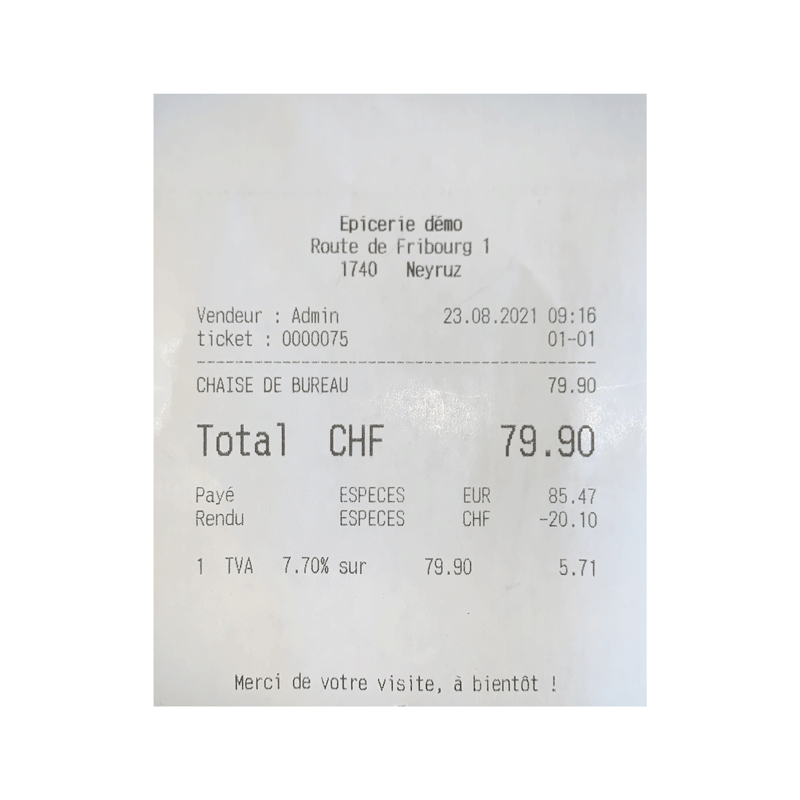 Epicerie démo
Route de Fribourg 1
1740 Neyruz
Vendeur : Admin 23.08.2021 09:16
ticket : 0000075 01-01
CHAISE DE BUREAU 79.90
Total CHF 79.90
Payé ESPECES EUR 85.47
Rendu ESPECES CHF -20.10
1 TVA 7.70% sur 79.90 5.71
Merci de votre visite, à bientôt !